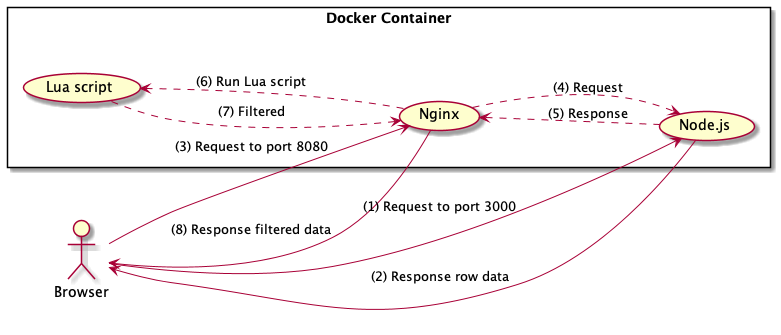 Docker Container
(6) Run Lua script
(4) Request
Lua script
(7) Filtered
Nginx
(5) Response
Node.js
(3) Request to port 8080
(1) Request to port 3000
(8) Response filtered data
(2) Response row data
Browser